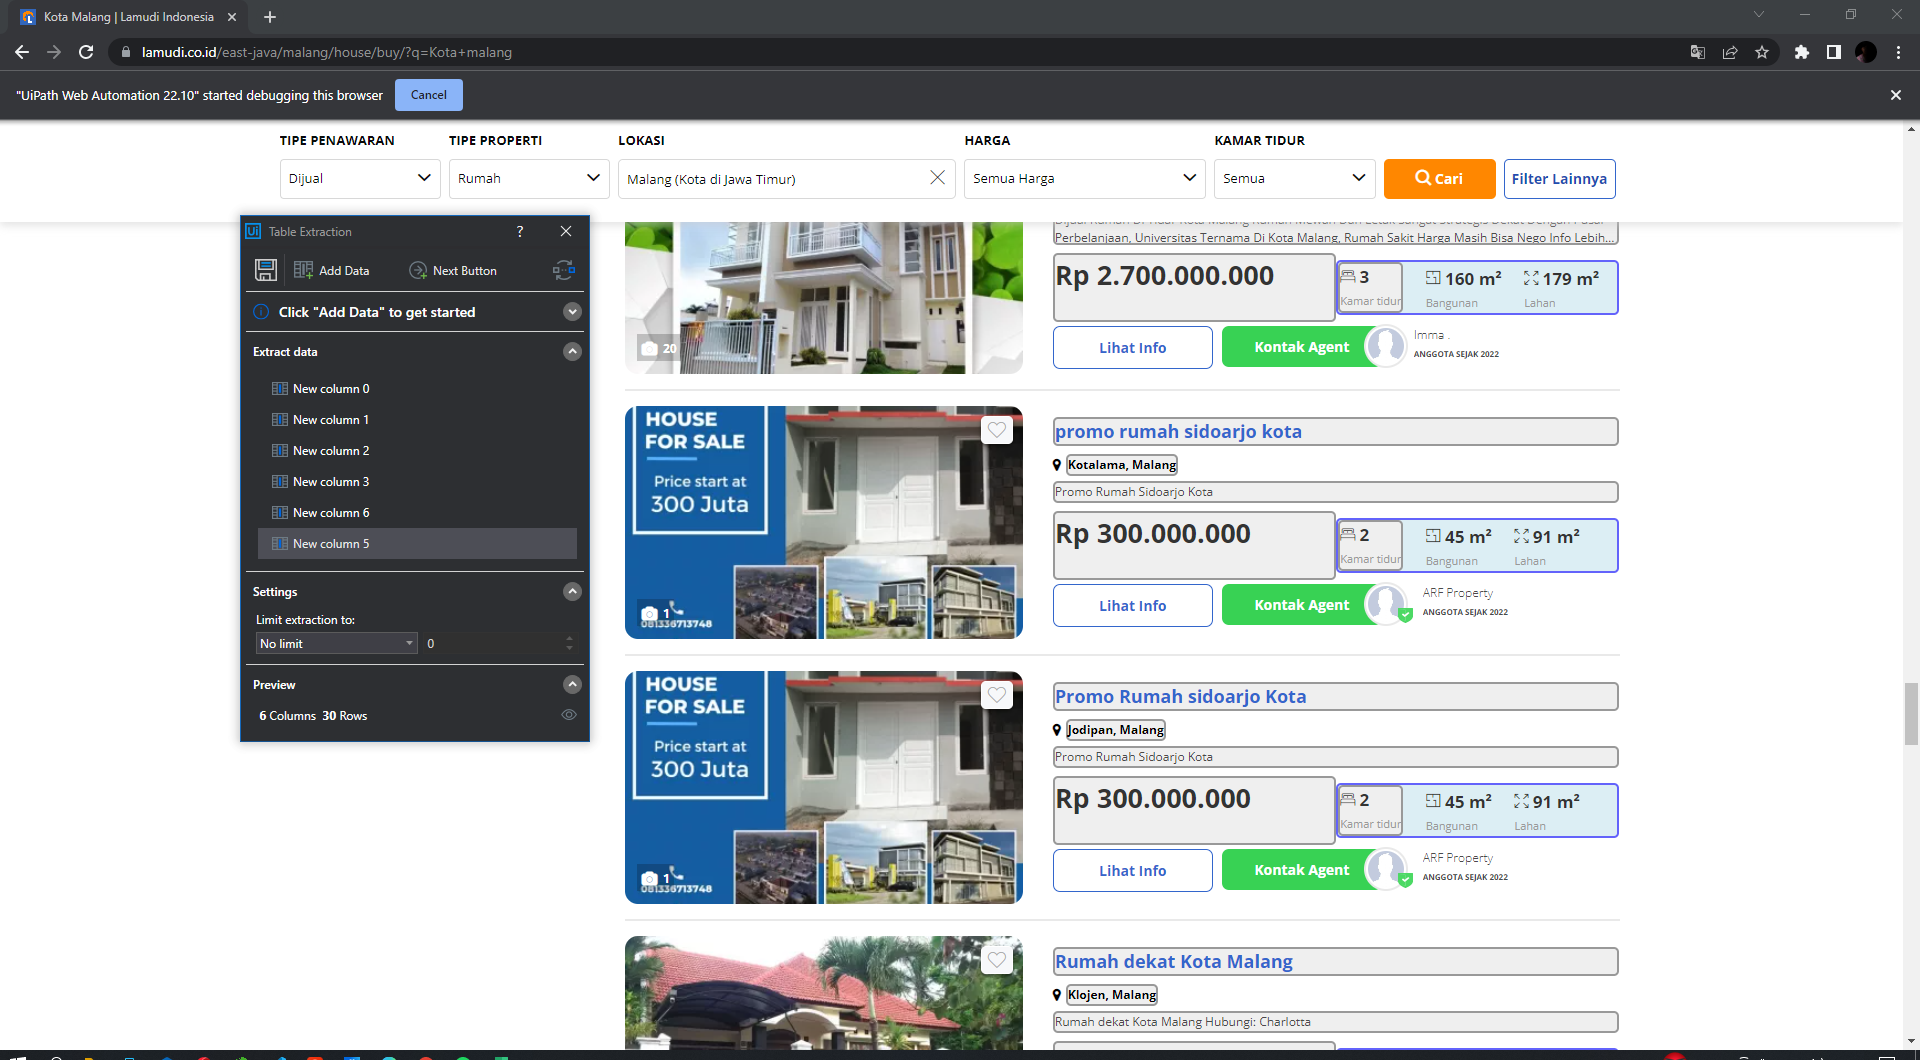 Kota Malang | Lamudi Indonesia
lamudi.co.id/east-java/malang/house/buy/?q=Kota+malang
"UiPath Web Automation 22.10" started debugging this browser
Cancel
TIPE PENAWARAN
TIPE PROPERTI
LOKASI
HARGA
KAMAR TIDUR
Dijual
Rumah
Malang (Kota di Jawa Timur)
Semua Harga
Semua
Cari
Filter Lainnya
Ui Table Extraction
?
Add Data
Next Button
Click "Add Data" to get started
Extract data
New column 0
New column 1
New column 2
New column 3
New column 6
New column 5
Settings
Limit extraction to:
No limit
0
Preview
6 Columns 30 Rows
Perbelanjaan, Universitas Ternama Di Kota Malang, Rumah Sakit Harga Masih Bisa Nego Info Lebih...
20
Rp 2.700.000.000
3
Kamar tidur
160 m²
Bangunan
179 m²
Lahan
Lihat Info
Kontak Agent
Imma .
ANGGOTA SEJAK 2022
HOUSE
FOR SALE
Price start at
300 Juta
1
081336713748
promo rumah sidoarjo kota
Kotalama, Malang
Promo Rumah Sidoarjo Kota
Rp 300.000.000
2
Kamar tidur
45 m²
Bangunan
91 m²
Lahan
Lihat Info
Kontak Agent
ARF Property
ANGGOTA SEJAK 2022
HOUSE
FOR SALE
Price start at
300 Juta
1
081336713748
Promo Rumah sidoarjo Kota
Jodipan, Malang
Promo Rumah Sidoarjo Kota
Rp 300.000.000
2
Kamar tidur
45 m²
Bangunan
91 m²
Lahan
Lihat Info
Kontak Agent
ARF Property
ANGGOTA SEJAK 2022
Rumah dekat Kota Malang
Klojen, Malang
Rumah dekat Kota Malang Hubungi: Charlotta